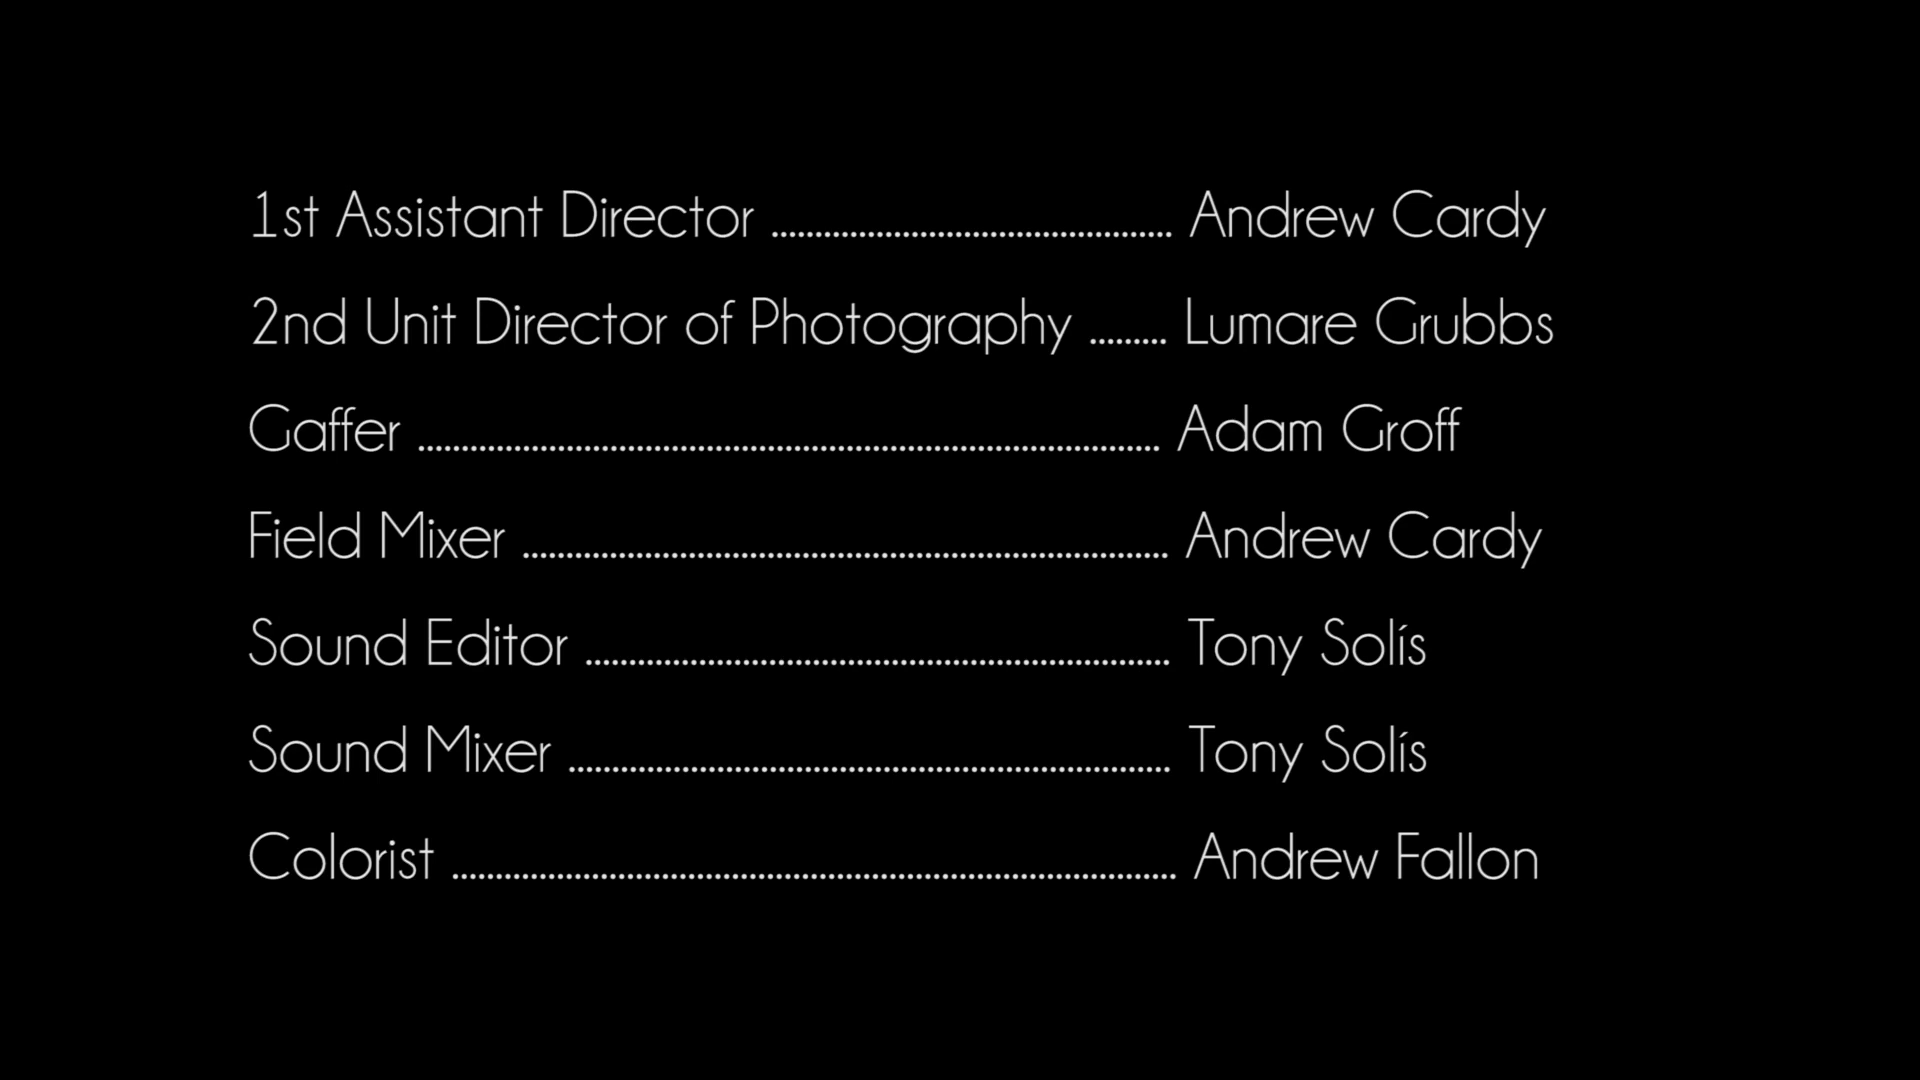 1st Assistant Director .............................................. Andrew Cardy
2nd Unit Director of Photography ......... Lumare Grubbs
Gaffer ..................................................................................... Adam Groff
Field Mixer .......................................................................... Andrew Cardy
Sound Editor ................................................................... Tony Solís
Sound Mixer ..................................................................... Tony Solís
Colorist ................................................................................... Andrew Fallon